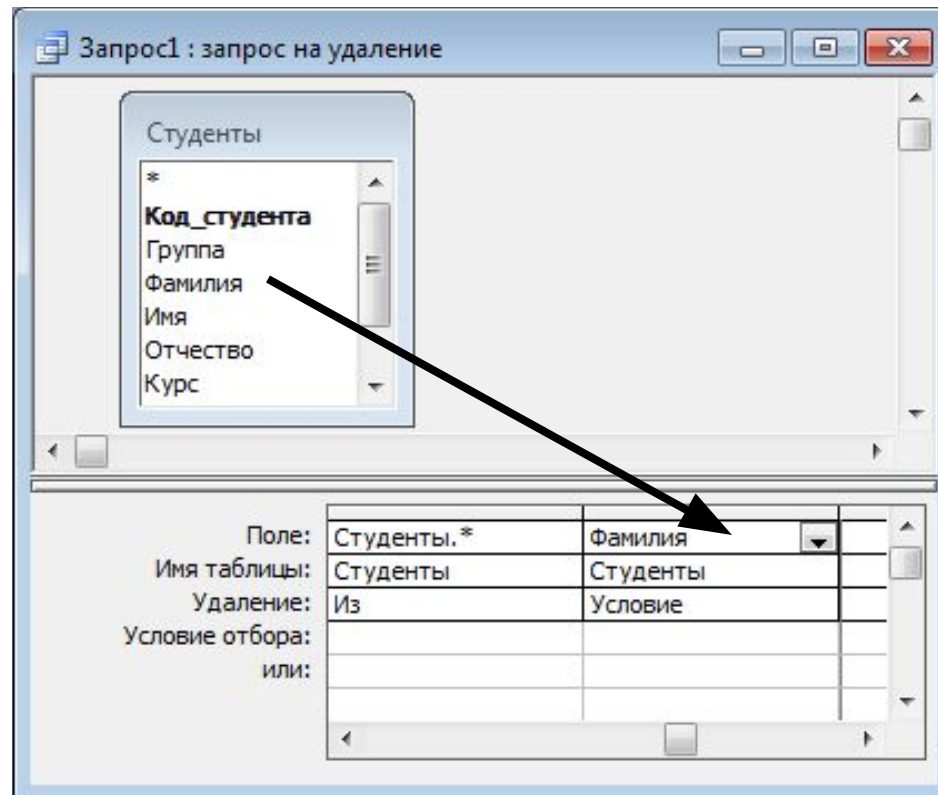 Запрос1 : запрос на удаление
Студенты
*
Код_студента
Группа
Фамилия
Имя
Отчество
Курс
Поле: Студенты.* Фамилия
Имя таблицы: Студенты Студенты
Удаление: Из Условие
Условие отбора:
или: